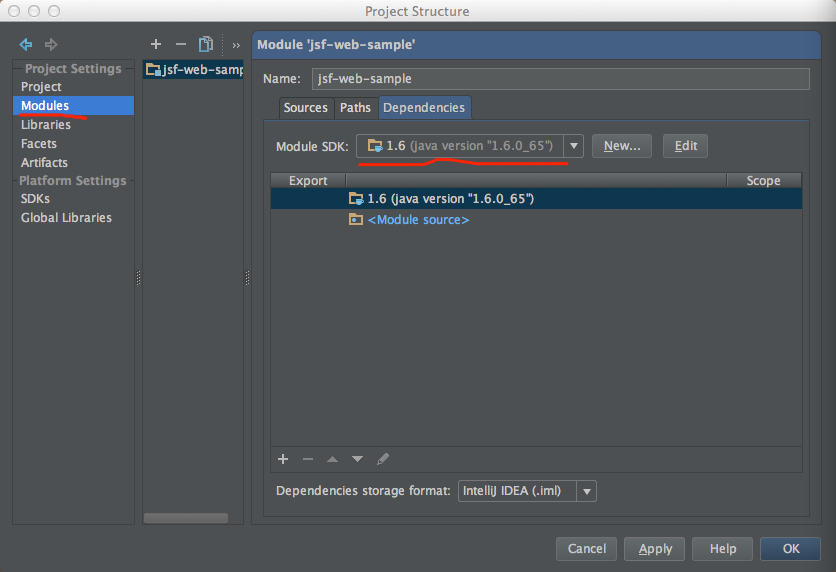 Project Structure
Project Settings
Project
Modules
Libraries
Facets
Artifacts
Platform Settings
SDKs
Global Libraries
»
jsf-web-samp
Module 'jsf-web-sample'
Name: jsf-web-sample
Sources Paths Dependencies
Module SDK: 1.6 (java version "1.6.0_65") New... Edit
Export Scope
1.6 (java version "1.6.0_65")
<Module source>
Dependencies storage format: IntelliJ IDEA (.iml)
Cancel Apply Help OK